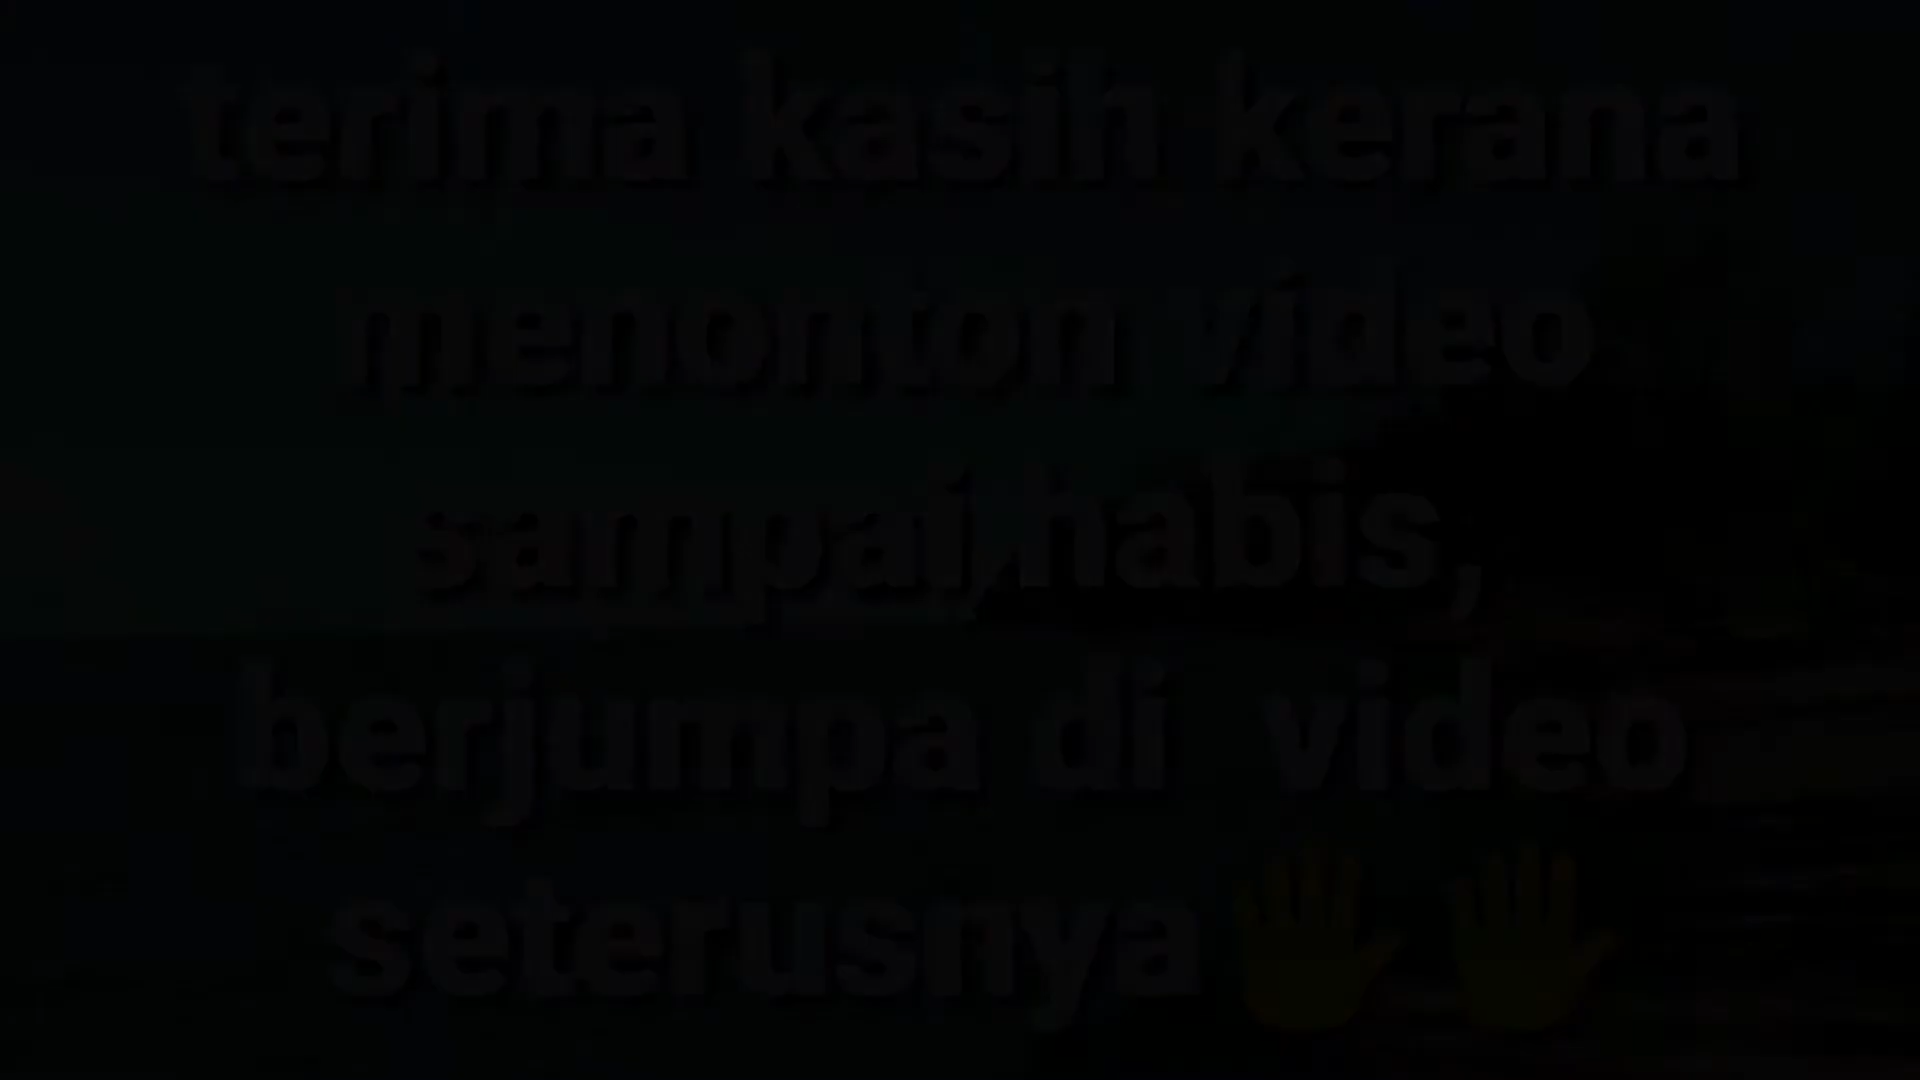 terima kasih kerana
menonton video
sampai habis,
berjumpa di  video
seterusnya🖐🖐